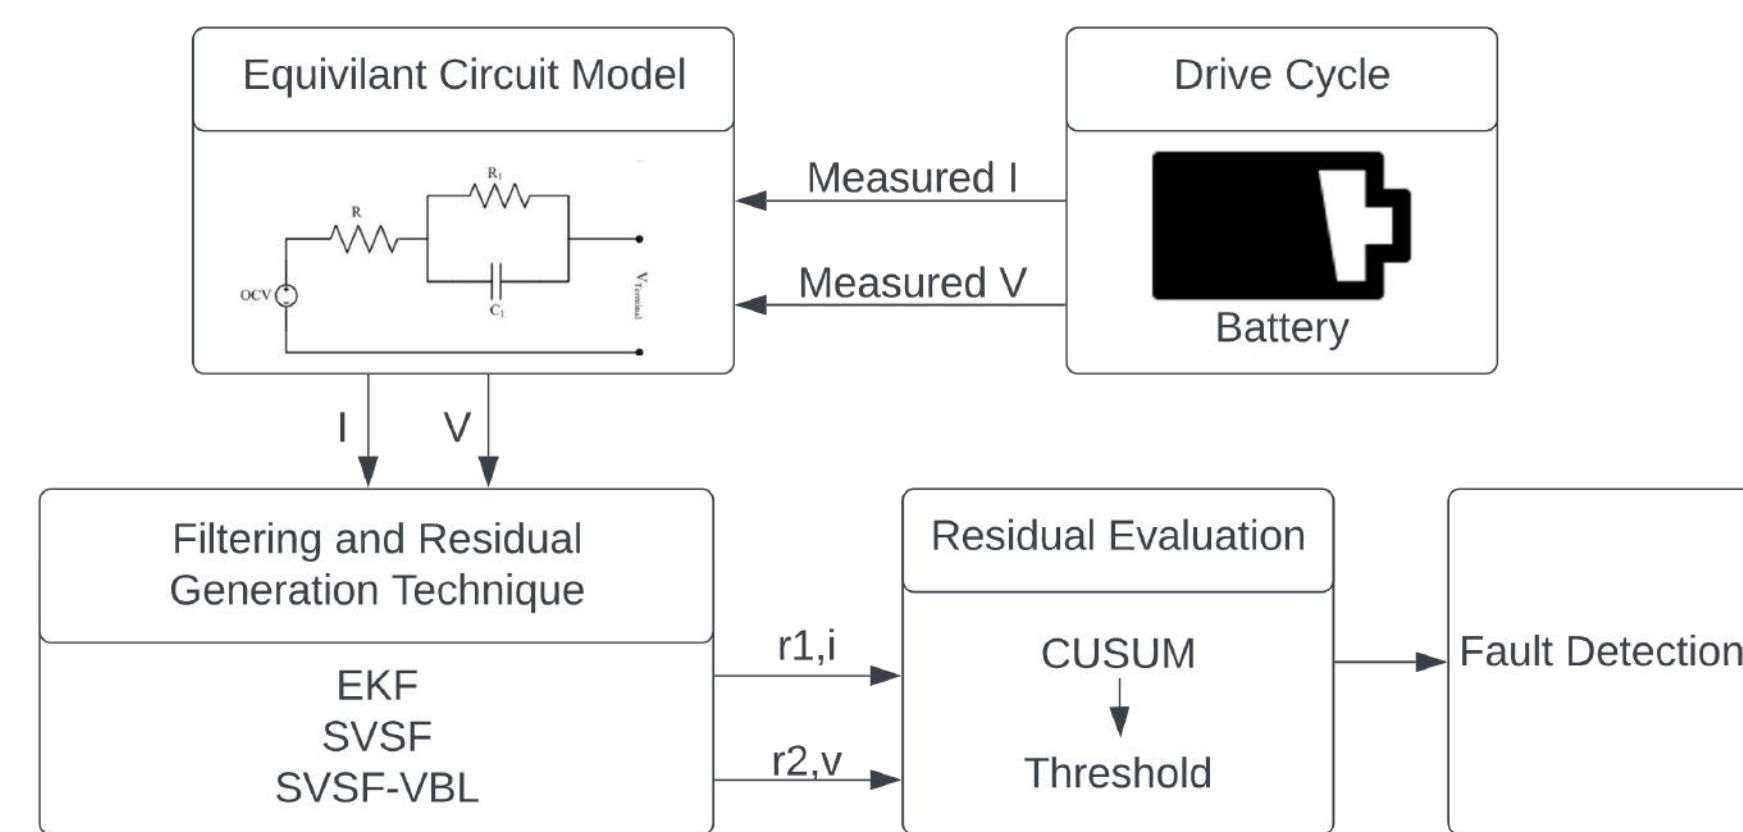 Equivilant Circuit Model
R₁
R
OCV
C₁
V_Terminal
Measured I
Measured V
Drive Cycle
Battery
I
V
Filtering and Residual
Generation Technique
EKF
SVSF
SVSF-VBL
r1,i
r2,v
Residual Evaluation
CUSUM
Threshold
Fault Detection